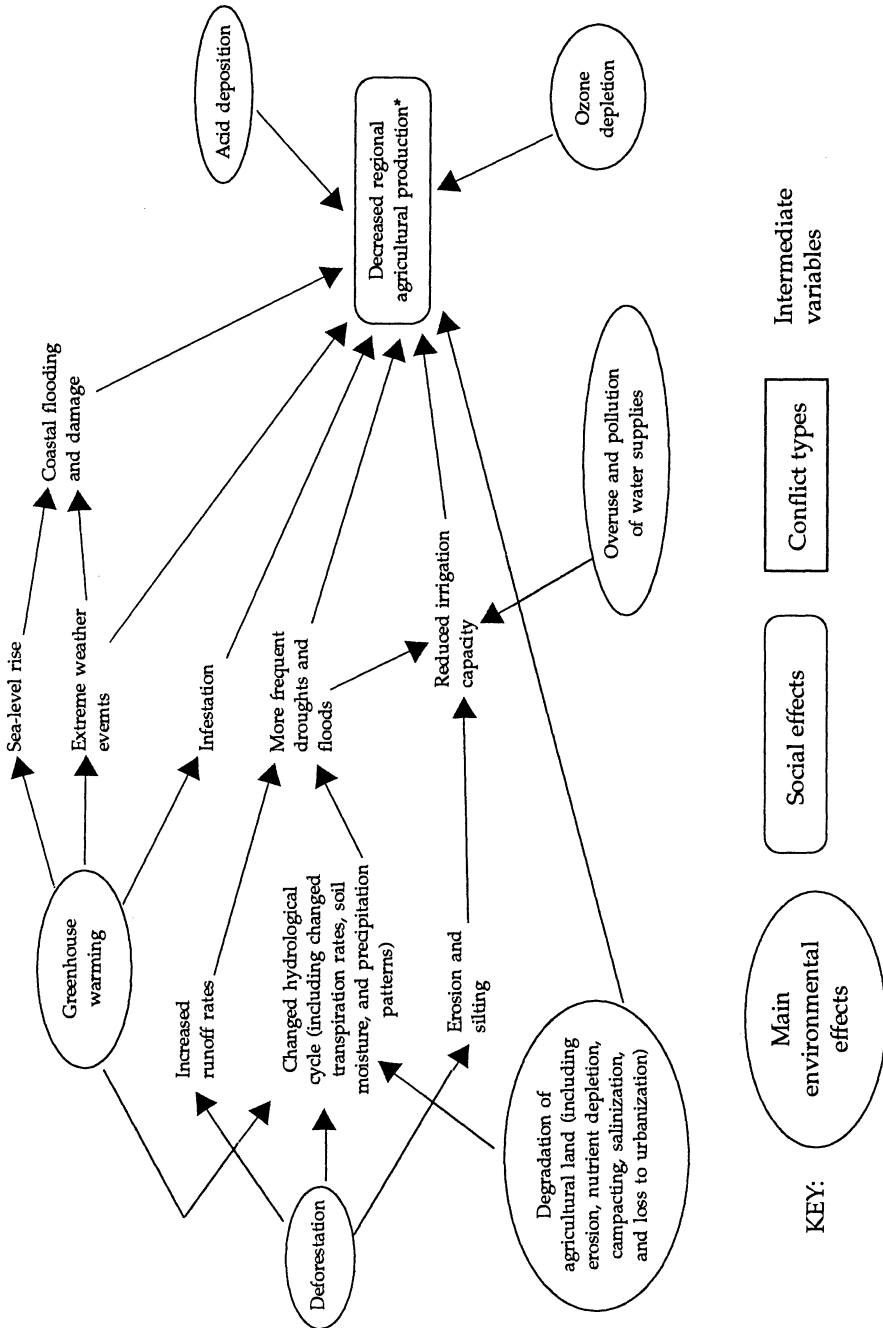 Sea-level rise
Coastal flooding
and damage
Acid deposition
Greenhouse
warming
Extreme weather
evemts
Infestation
Decreased regional
agricultural production*
Increased
runoff rates
More frequent
droughts and
floods
Changed hydrological
cycle (including changed
transpiration rates, soil
moisture, and precipitation
patterns)
Deforestation
Reduced irrigation
capacity
Ozone
depletion
Erosion and
silting
Overuse and pollution
of water supplies
Degradation of
agricultural land (including
erosion, nutrient depletion,
campacting, salinization,
and loss to urbanization)
KEY:
Main
environmental
effects
Social effects
Conflict types
Intermediate
variables